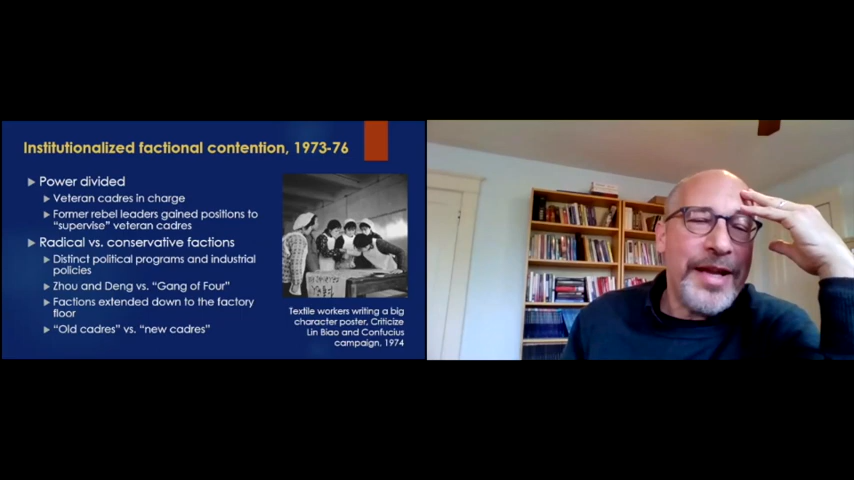 Institutionalized factional contention, 1973-76
Power divided
Veteran cadres in charge
Former rebel leaders gained positions to
“supervise” veteran cadres
Radical vs. conservative factions
Distinct political programs and industrial
policies
Zhou and Deng vs. “Gang of Four”
Factions extended down to the factory
floor
“Old cadres” vs. “new cadres”
Textile workers writing a big
character poster, Criticize
Lin Biao and Confucius
campaign, 1974